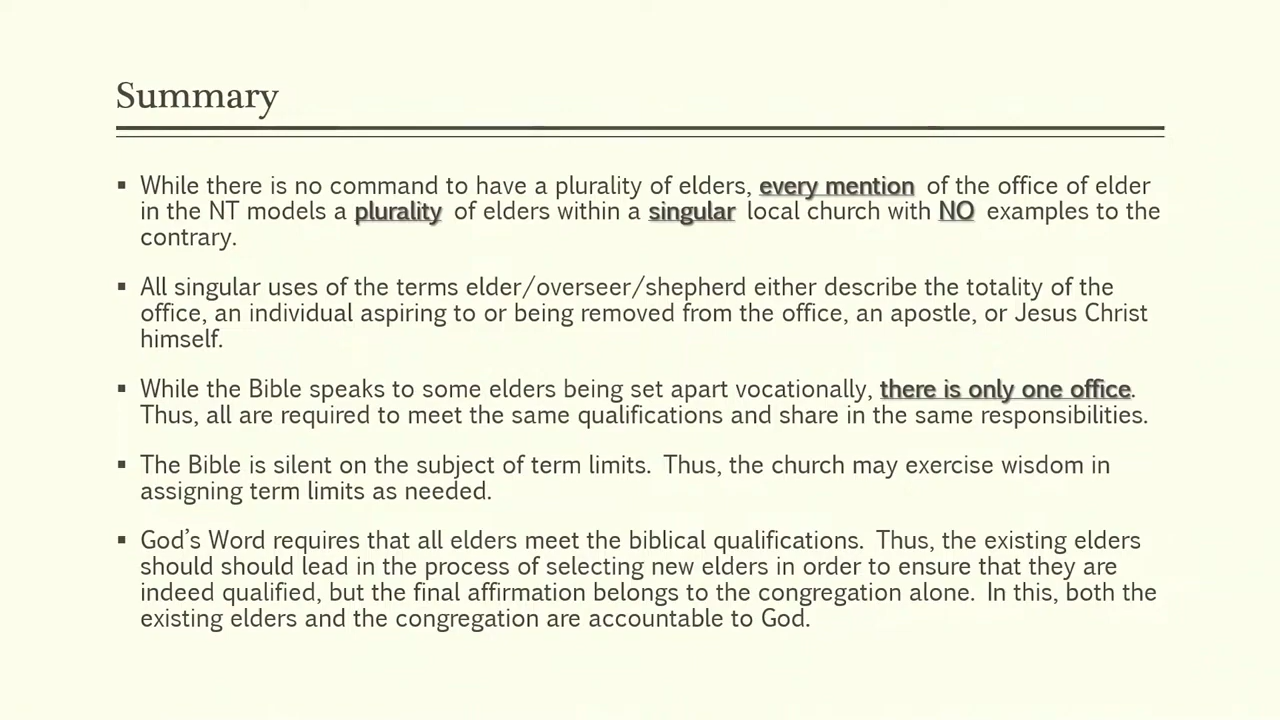 Summary
▪ While there is no command to have a plurality of elders, every mention of the office of elder
in the NT models a plurality of elders within a singular local church with NO examples to the
contrary.
▪ All singular uses of the terms elder/overseer/shepherd either describe the totality of the
office, an individual aspiring to or being removed from the office, an apostle, or Jesus Christ
himself.
▪ While the Bible speaks to some elders being set apart vocationally, there is only one office.
Thus, all are required to meet the same qualifications and share in the same responsibilities.
▪ The Bible is silent on the subject of term limits. Thus, the church may exercise wisdom in
assigning term limits as needed.
▪ God’s Word requires that all elders meet the biblical qualifications. Thus, the existing elders
should should lead in the process of selecting new elders in order to ensure that they are
indeed qualified, but the final affirmation belongs to the congregation alone. In this, both the
existing elders and the congregation are accountable to God.